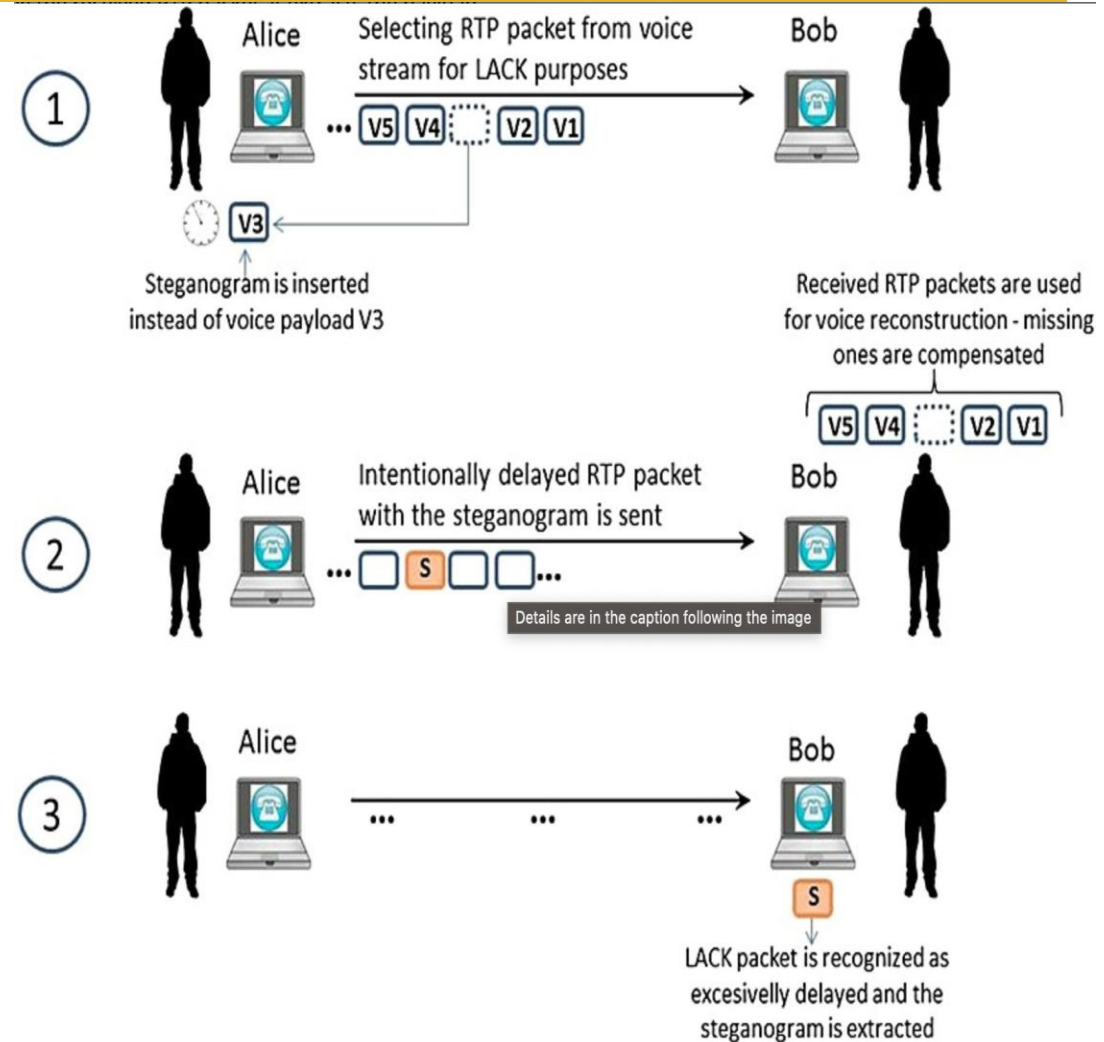 1
Alice
Selecting RTP packet from voice
stream for LACK purposes
Bob
... V5 V4 V2 V1
V3
Steganogram is inserted
instead of voice payload V3
Received RTP packets are used
for voice reconstruction - missing
ones are compensated
V5 V4 V2 V1
2
Alice
Intentionally delayed RTP packet
with the steganogram is sent
Bob
... S ...
Details are in the caption following the image
3
Alice
Bob
... ... ...
S
LACK packet is recognized as
excesivelly delayed and the
steganogram is extracted